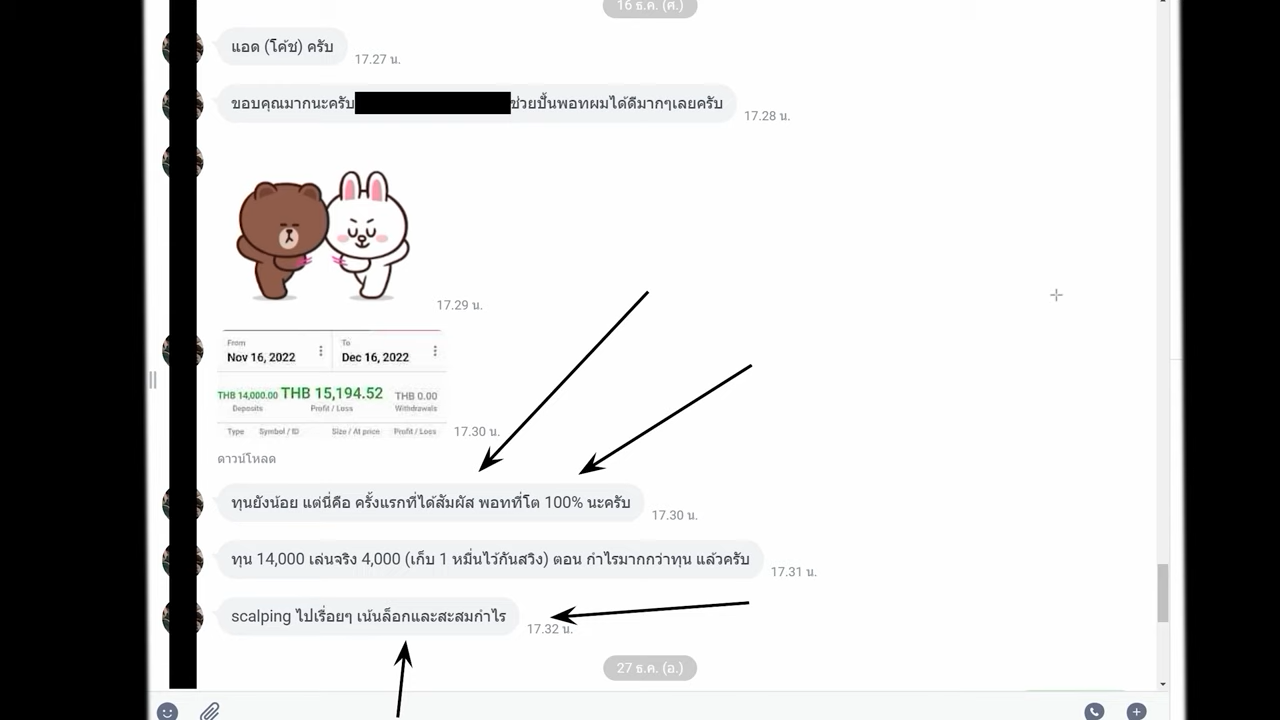 16 ธ.ค. (ศ.)
แอด (โค้ช) ครับ
17.27 น.
ขอบคุณมากนะครับ ช่วยปั้นพอทผมได้ดีมากๆเลยครับ
17.28 น.
17.29 น.
From
Nov 16, 2022
To
Dec 16, 2022
THB 14,000.00 THB 15,194.52 THB 0.00
Deposits Profit / Loss Withdrawals
Type Symbol / ID Size / At price Profit / Loss
17.30 น.
ดาวน์โหลด
ทุนยังน้อย แต่นี่คือ ครั้งแรกที่ได้สัมผัส พอทที่โต 100% นะครับ
17.30 น.
ทุน 14,000 เล่นจริง 4,000 (เก็บ 1 หมื่นไว้กันสวิง) ตอน กำไรมากกว่าทุน แล้วครับ
17.31 น.
scalping ไปเรื่อยๆ เน้นล็อกและสะสมกำไร
17.32 น.
27 ธ.ค. (อ.)